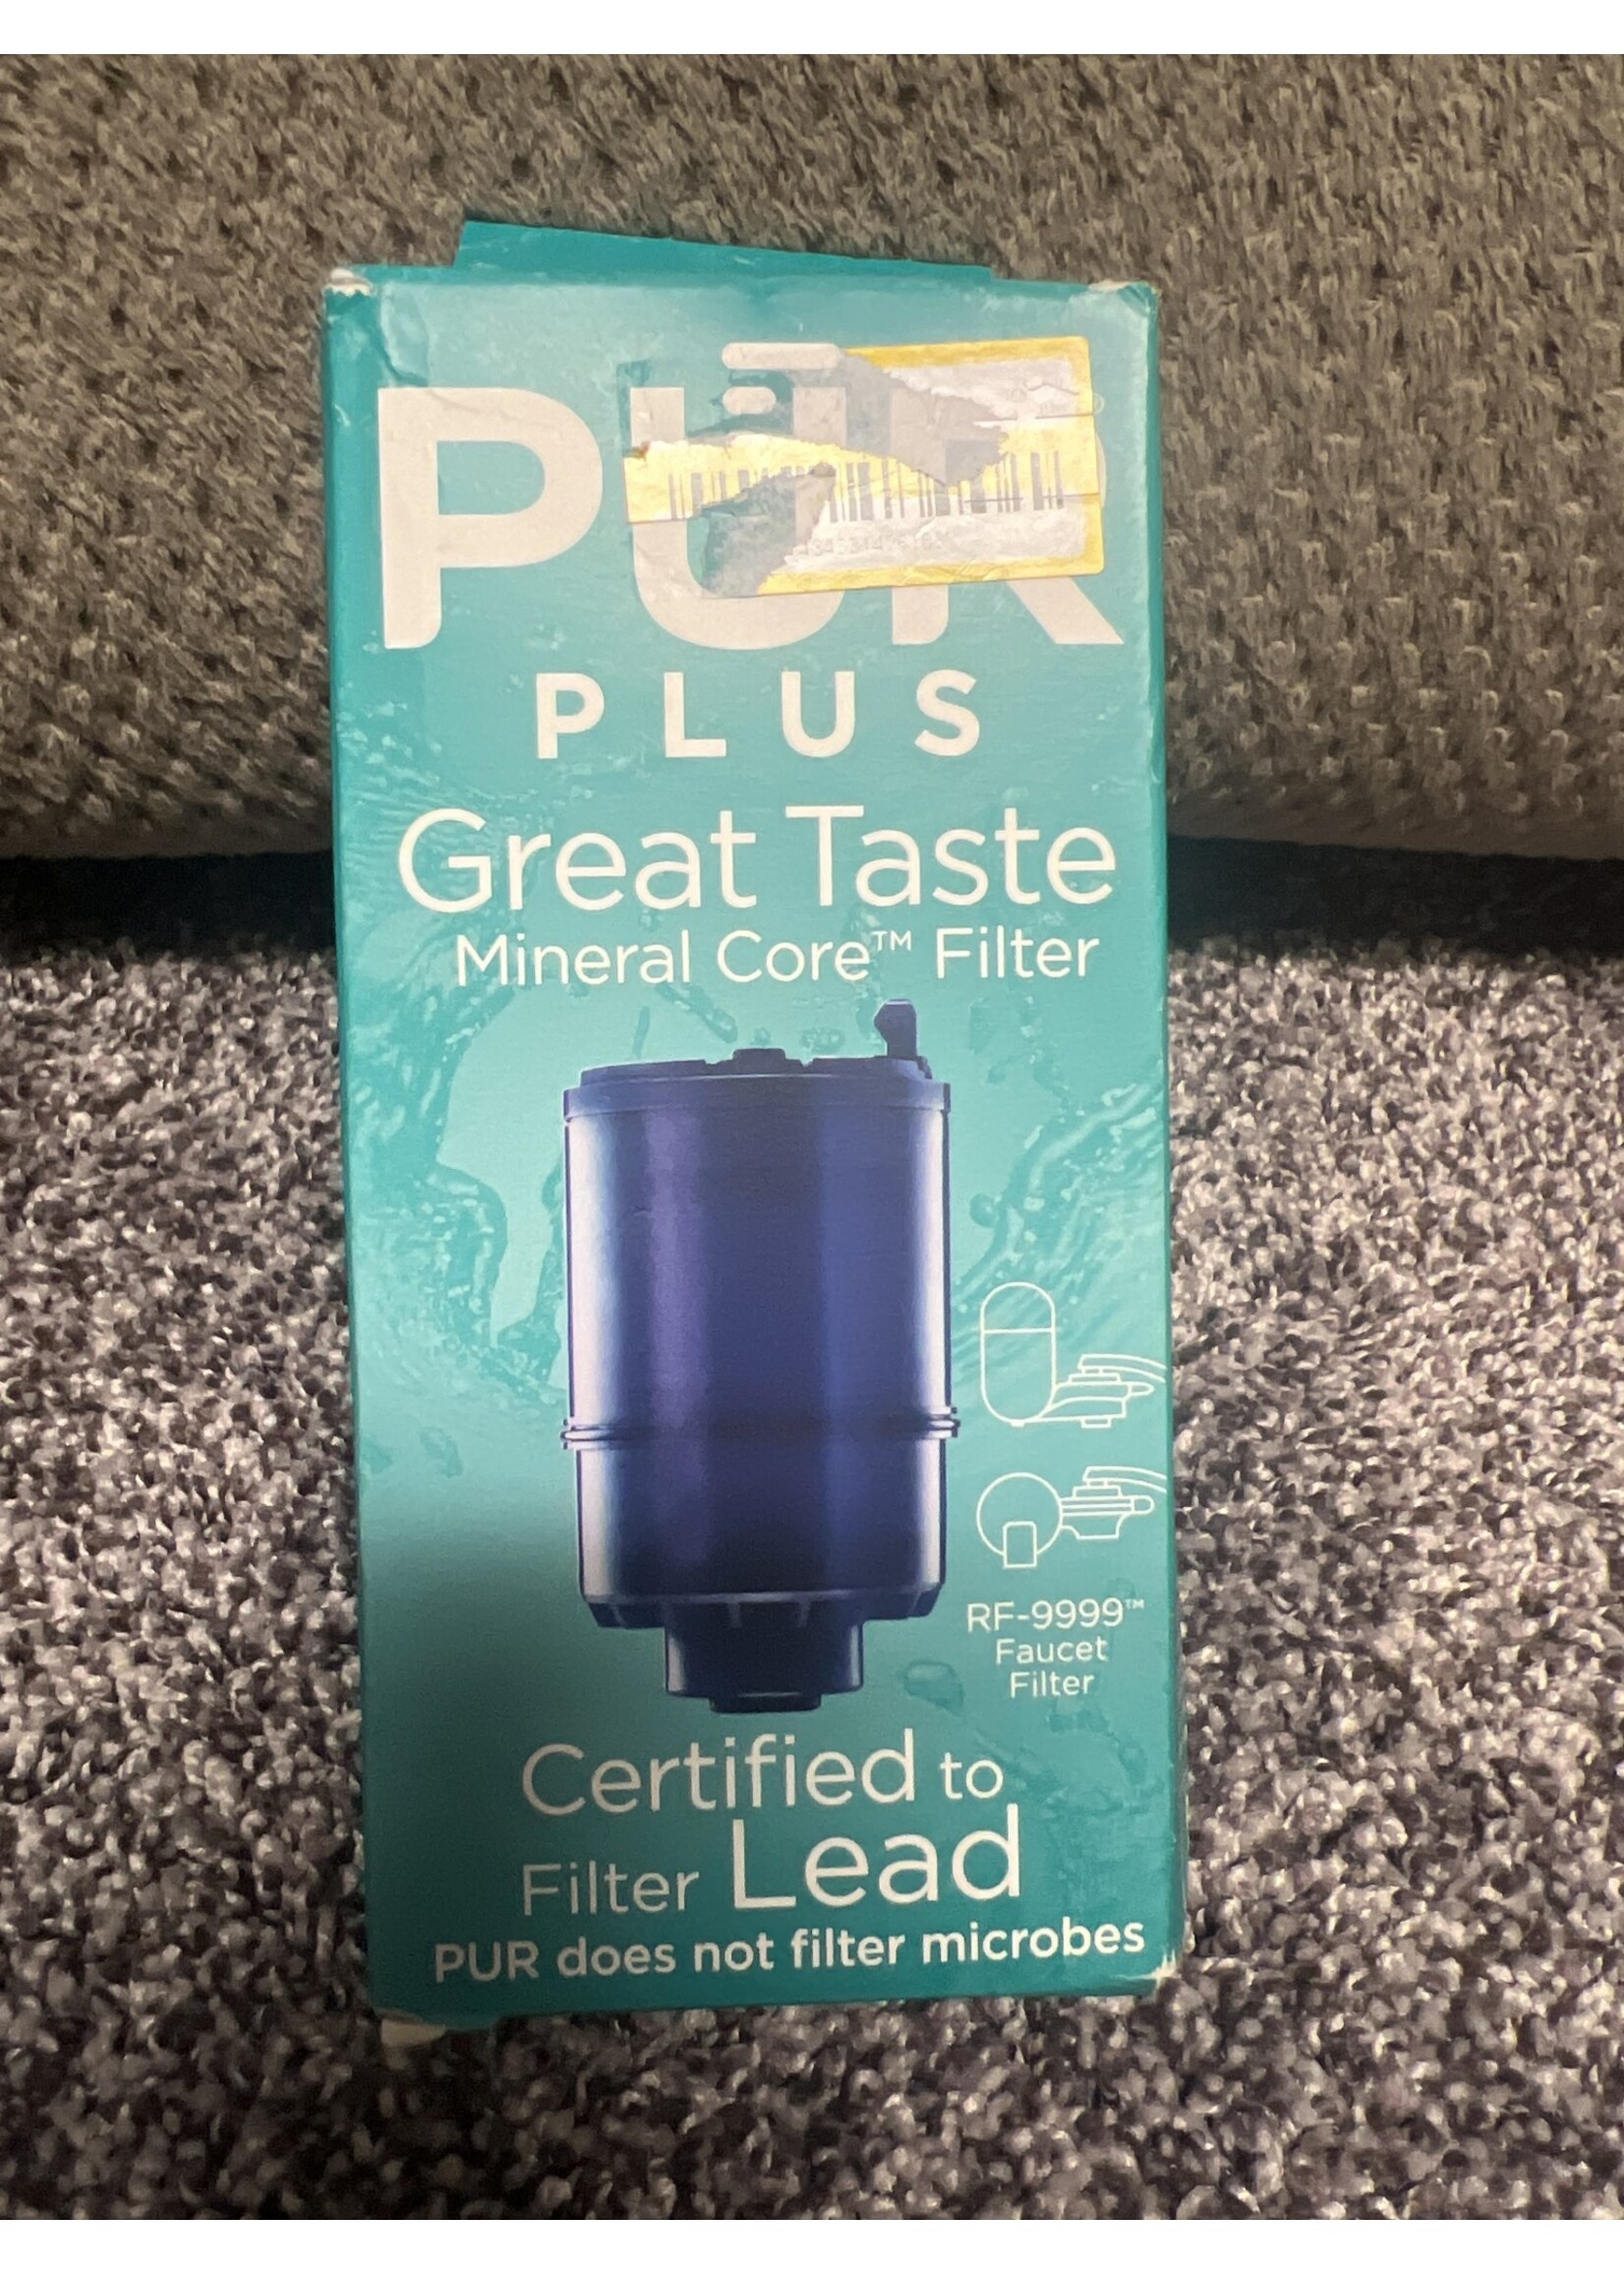 PUR
PLUS
Great Taste
Mineral Core™ Filter
RF-9999™
Faucet
Filter
Certified to
Filter Lead
PUR does not filter microbes